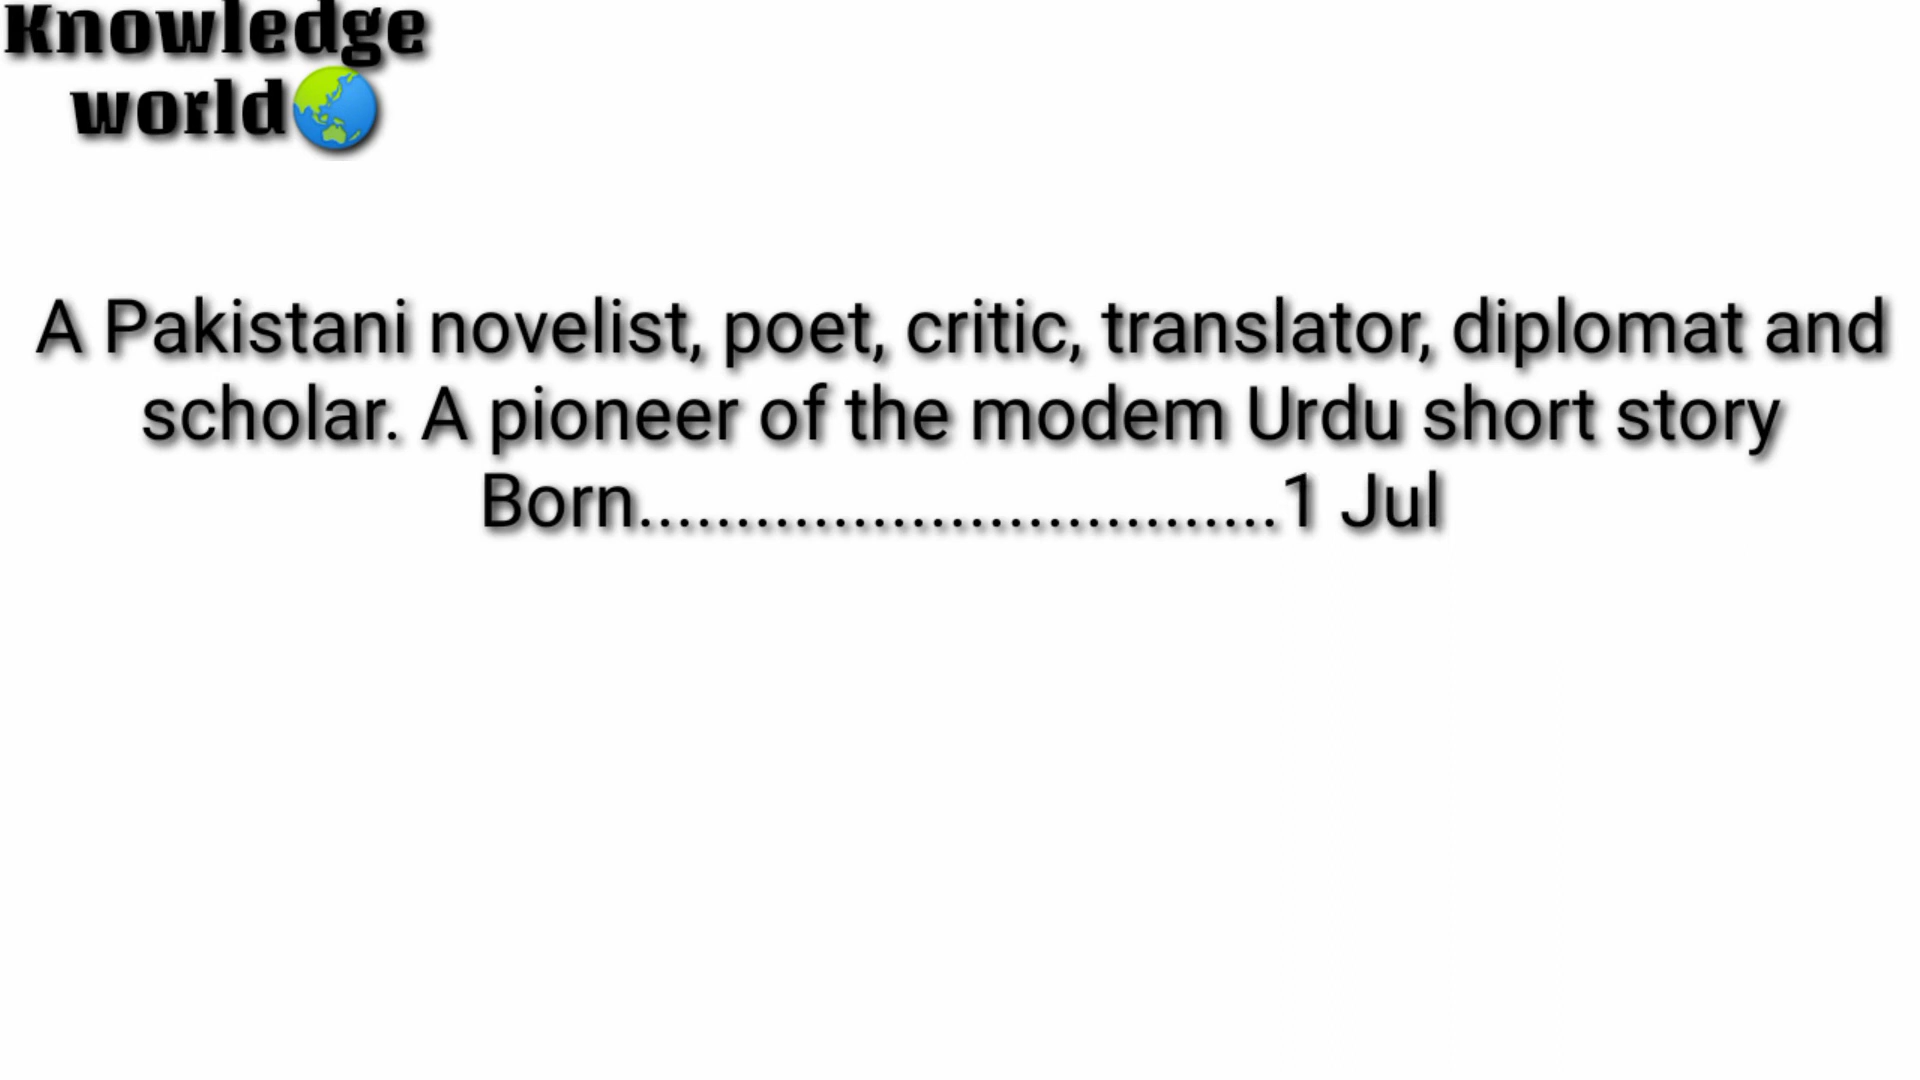 Knowledge
world
A Pakistani novelist, poet, critic, translator, diplomat and
scholar. A pioneer of the modem Urdu short story
Born.................................1 Jul